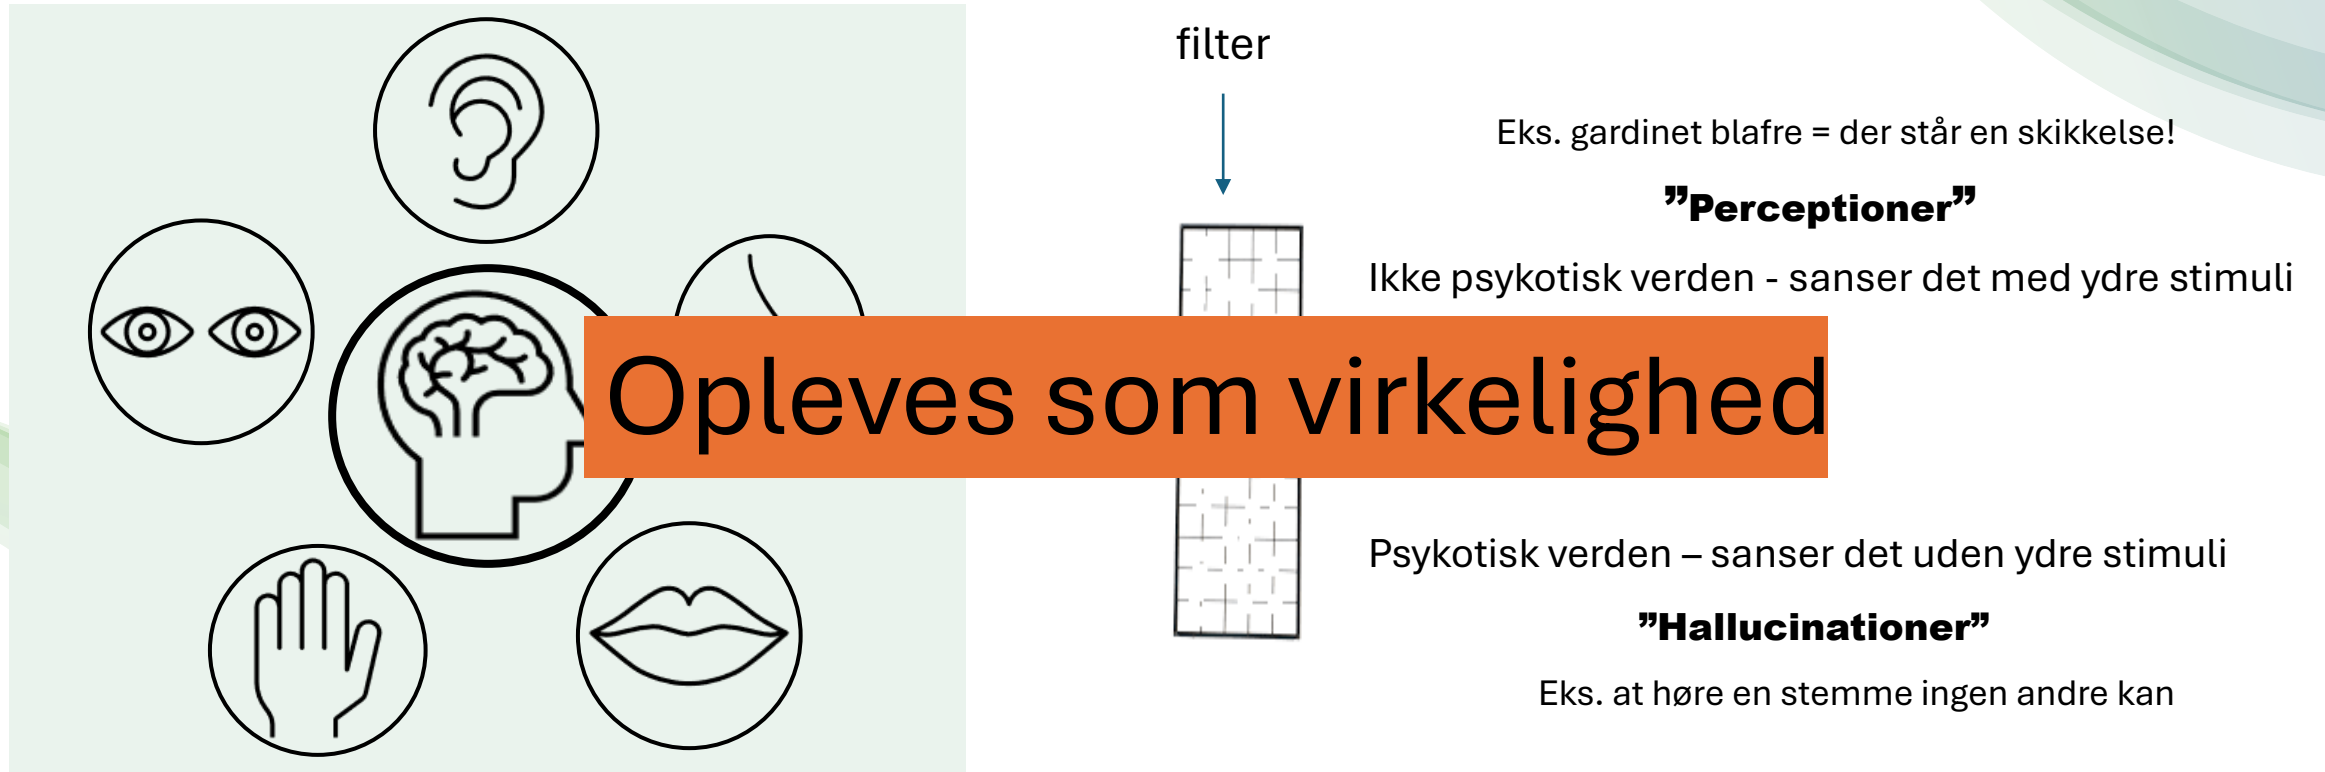 filter
Eks. gardinet blafre = der står en skikkelse!
”Perceptioner”
Ikke psykotisk verden - sanser det med ydre stimuli
Opleves som virkelighed
Psykotisk verden – sanser det uden ydre stimuli
”Hallucinationer”
Eks. at høre en stemme ingen andre kan